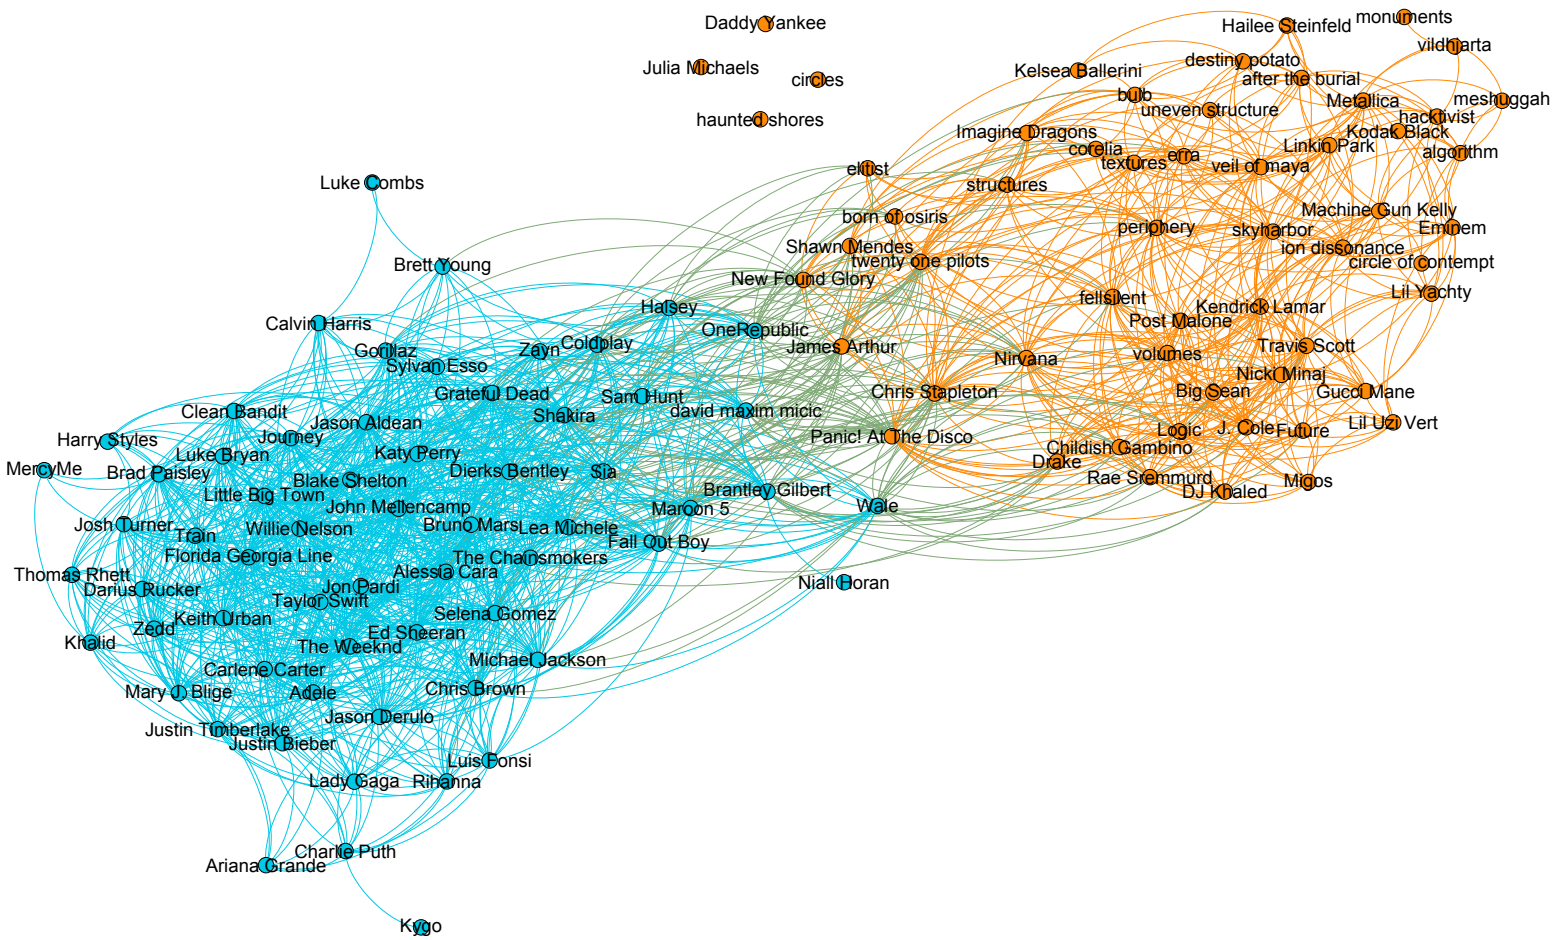 Daddy Yankee
Hailee Steinfeld
monuments
vildhjarta
Julia Michaels
circles
Kelsea Ballerini
destiny potato
after the burial
haunted shores
bulb
uneven structure
Metallica
meshuggah
hacktivist
Kodak Black
Imagine Dragons
Linkin Park
corelia
erra
textures
veil of maya
algorithm
elitist
structures
Luke Combs
born of osiris
Machine Gun Kelly
Eminem
periphery
skyharbor
Shawn Mendes
twenty one pilots
ion dissonance
circle of contempt
Brett Young
New Found Glory
Lil Yachty
fellsilent
Kendrick Lamar
Post Malone
Halsey
OneRepublic
Calvin Harris
Gorillaz
Zayn
Coldplay
James Arthur
Nirvana
volumes
Travis Scott
Sylvan Esso
Nicki Minaj
Grateful Dead
Sam Hunt
Chris Stapleton
Big Sean
Gucci Mane
Clean Bandit
Jason Aldean
Shakira
david maxim micic
Lil Uzi Vert
Harry Styles
Journey
Panic! At The Disco
Logic
J. Cole
Future
Luke Bryan
Katy Perry
Childish Gambino
Drake
MercyMe
Brad Paisley
Blake Shelton
Dierks Bentley
Sia
Rae Sremmurd
Migos
Little Big Town
Brantley Gilbert
DJ Khaled
John Mellencamp
Maroon 5
Wale
Josh Turner
Train
Willie Nelson
Bruno Mars
Lea Michele
Fall Out Boy
Florida Georgia Line
The Chainsmokers
Thomas Rhett
Darius Rucker
Jon Pardi
Alessia Cara
Niall Horan
Taylor Swift
Selena Gomez
Keith Urban
Khalid
Zedd
Ed Sheeran
The Weeknd
Michael Jackson
Carlene Carter
Mary J. Blige
Adele
Chris Brown
Jason Derulo
Justin Timberlake
Justin Bieber
Luis Fonsi
Lady Gaga
Rihanna
Charlie Puth
Ariana Grande
Kygo